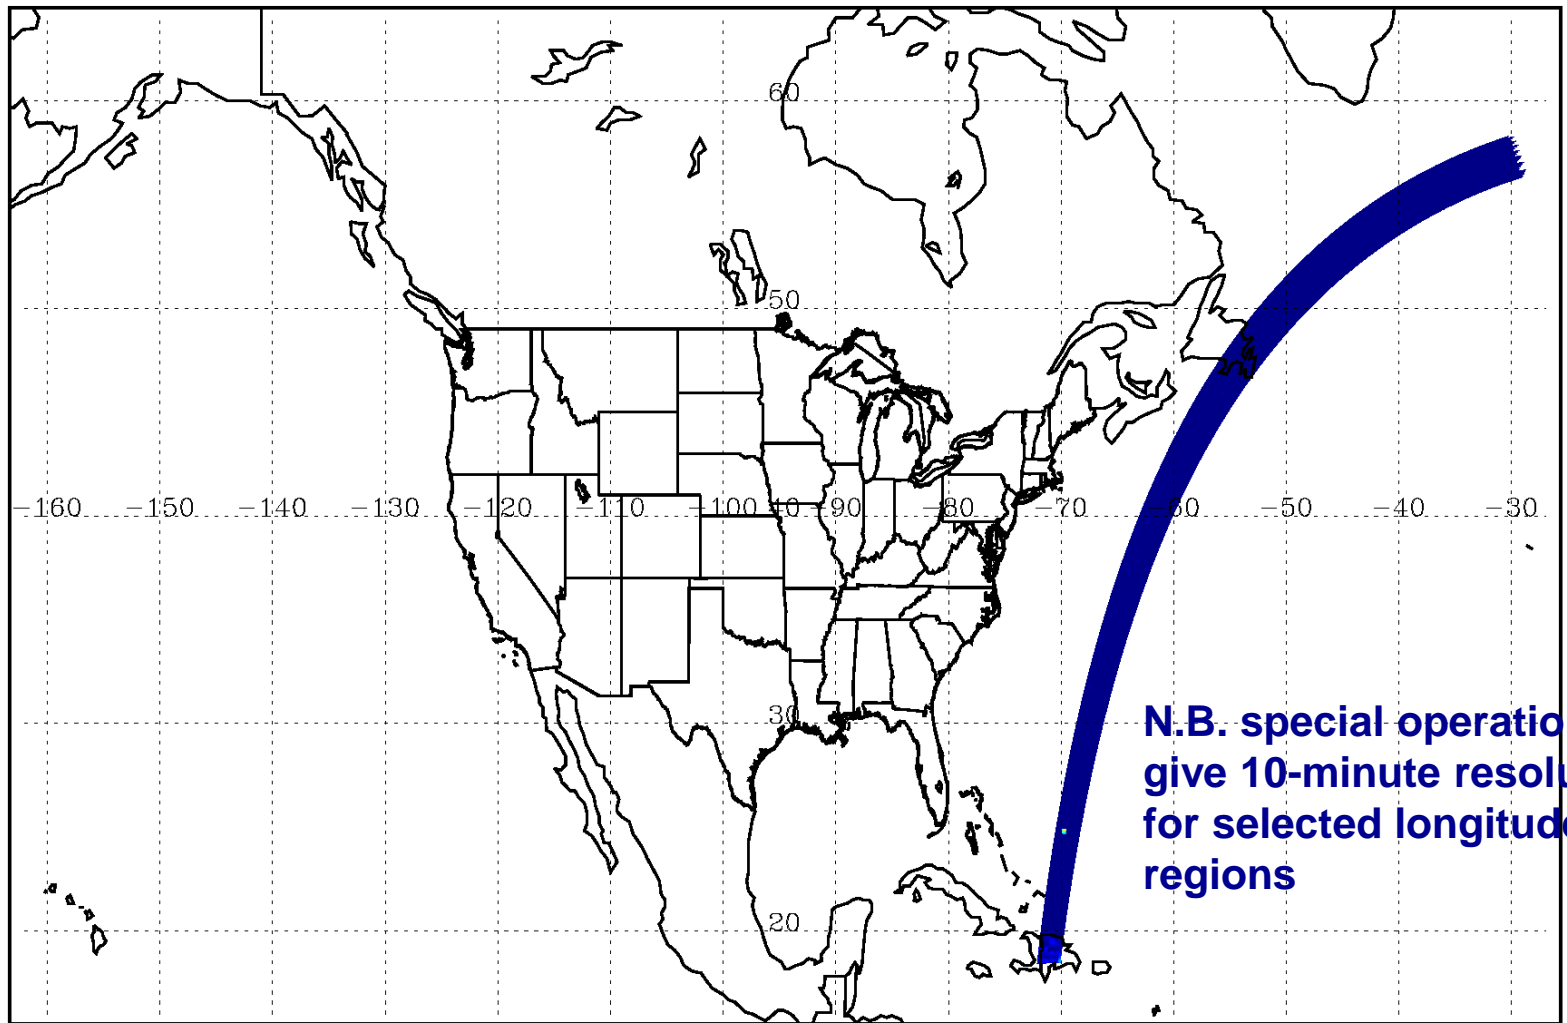 60
50
-160 -150 -140 -130 -120 -110 -100 -90 -80 -70 -60 -50 -40 -30
30
N.B. special operatio
give 10-minute resolu
for selected longitude
regions
20